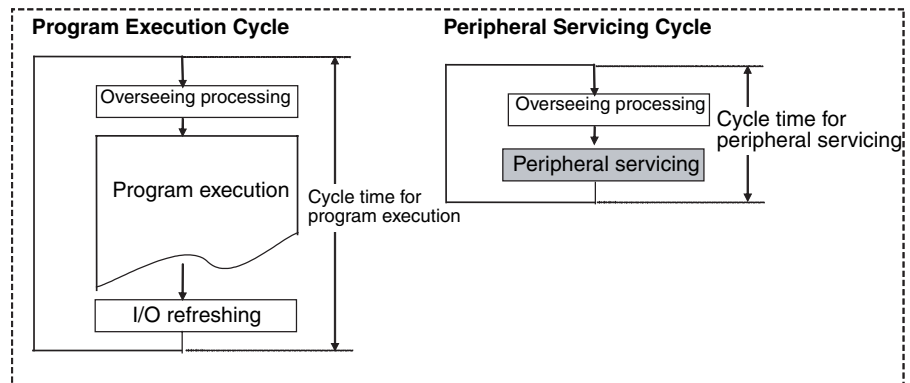 Program Execution Cycle
Overseeing processing
Program execution
Cycle time for
program execution
I/O refreshing
Peripheral Servicing Cycle
Overseeing processing
Peripheral servicing
Cycle time for
peripheral servicing